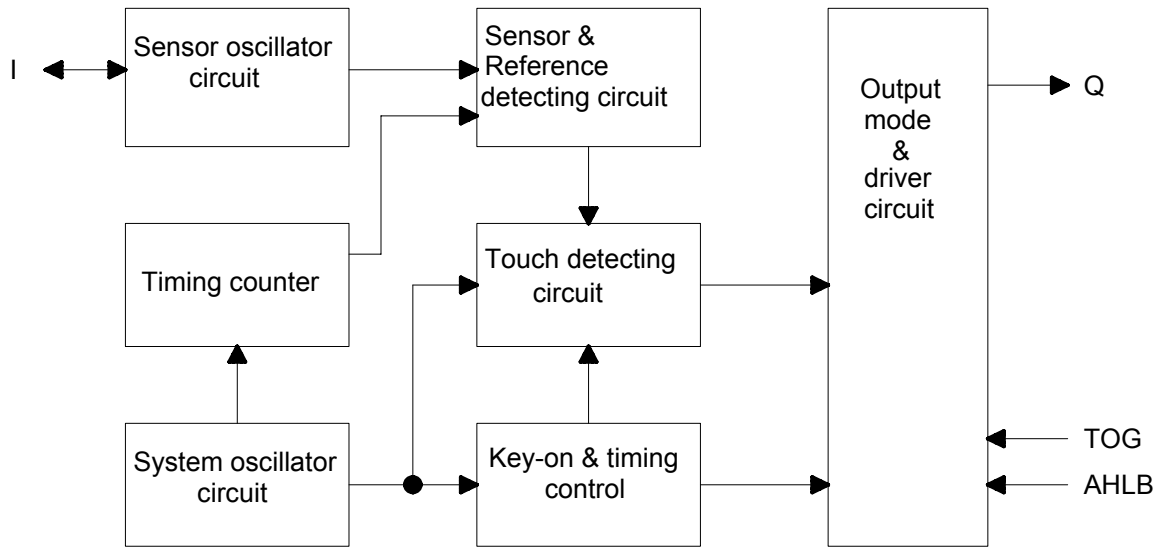 I
Sensor oscillator
circuit
Sensor &
Reference
detecting circuit
Output
mode
&
driver
circuit
Q
Timing counter
Touch detecting
circuit
System oscillator
circuit
Key-on & timing
control
TOG
AHLB